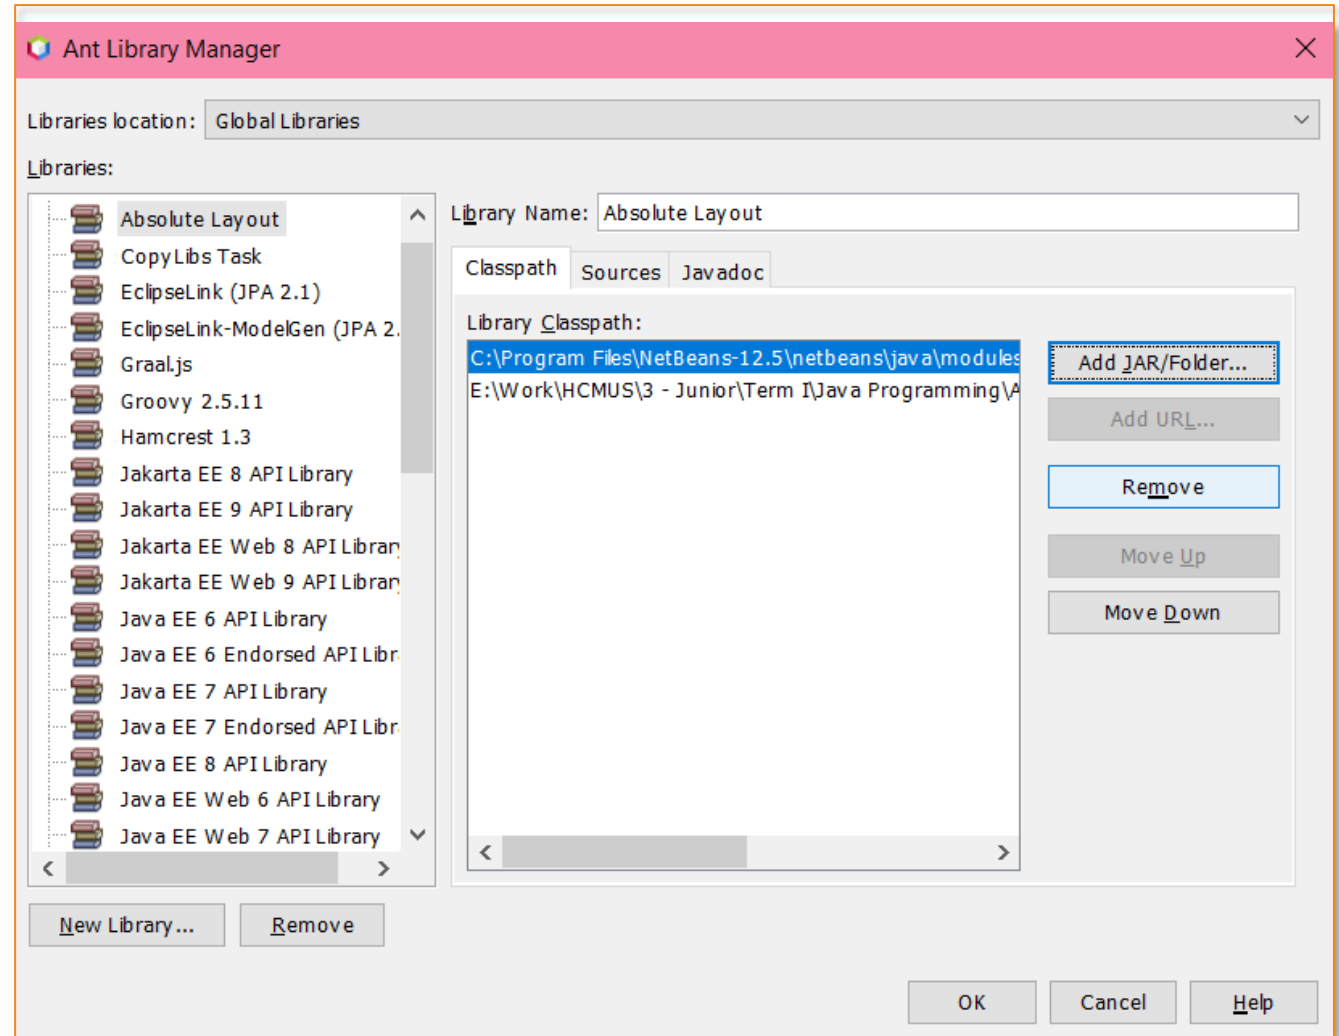 Ant Library Manager
Libraries location: Global Libraries
Libraries:
Absolute Layout
CopyLibs Task
EclipseLink (JPA 2.1)
EclipseLink-ModelGen (JPA 2.
Graal.js
Groovy 2.5.11
Hamcrest 1.3
Jakarta EE 8 API Library
Jakarta EE 9 API Library
Jakarta EE Web 8 API Library
Jakarta EE Web 9 API Library
Java EE 6 API Library
Java EE 6 Endorsed API Libr
Java EE 7 API Library
Java EE 7 Endorsed API Libr
Java EE 8 API Library
Java EE Web 6 API Library
Java EE Web 7 API Library
New Library...
Remove
Library Name: Absolute Layout
Classpath Sources Javadoc
Library Classpath:
C:\Program Files\NetBeans-12.5\netbeans\java\modules
E:\Work\HCMUS\3 - Junior\Term I\Java Programming\A
Add JAR/Folder...
Add URL...
Remove
Move Up
Move Down
OK
Cancel
Help